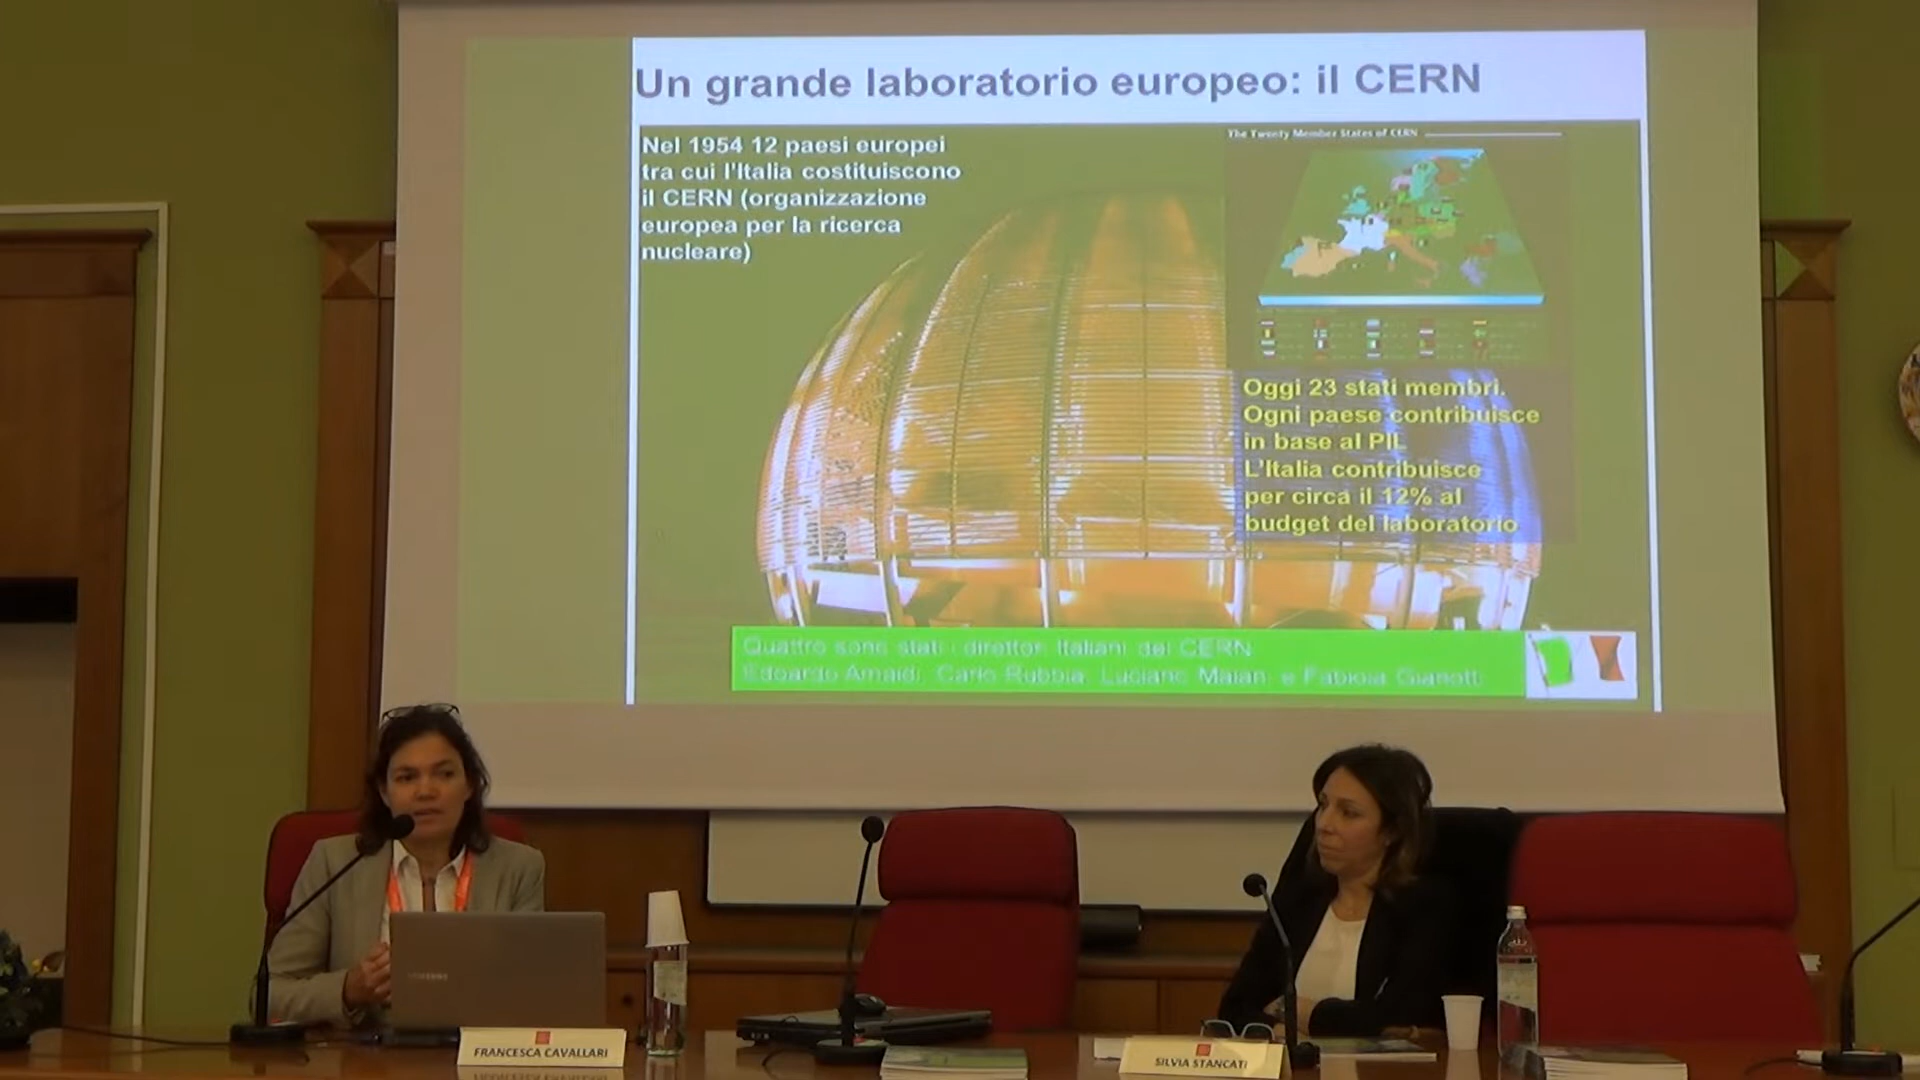 Un grande laboratorio europeo: il CERN
Nel 1954 12 paesi europei
tra cui l'Italia costituiscono
il CERN (organizzazione
europea per la ricerca
nucleare)
The Twenty Member States of CERN
Oggi 23 stati membri.
Ogni paese contribuisce
in base al PIL
L'Italia contribuisce
per circa il 12% al
budget del laboratorio
Quattro sono stati i direttori Italiani del CERN
Edoardo Amaldi, Carlo Rubbia, Luciano Maiani e Fabiola Gianotti
SAMSUNG
FRANCESCA CAVALLARI
SILVIA STANCATI